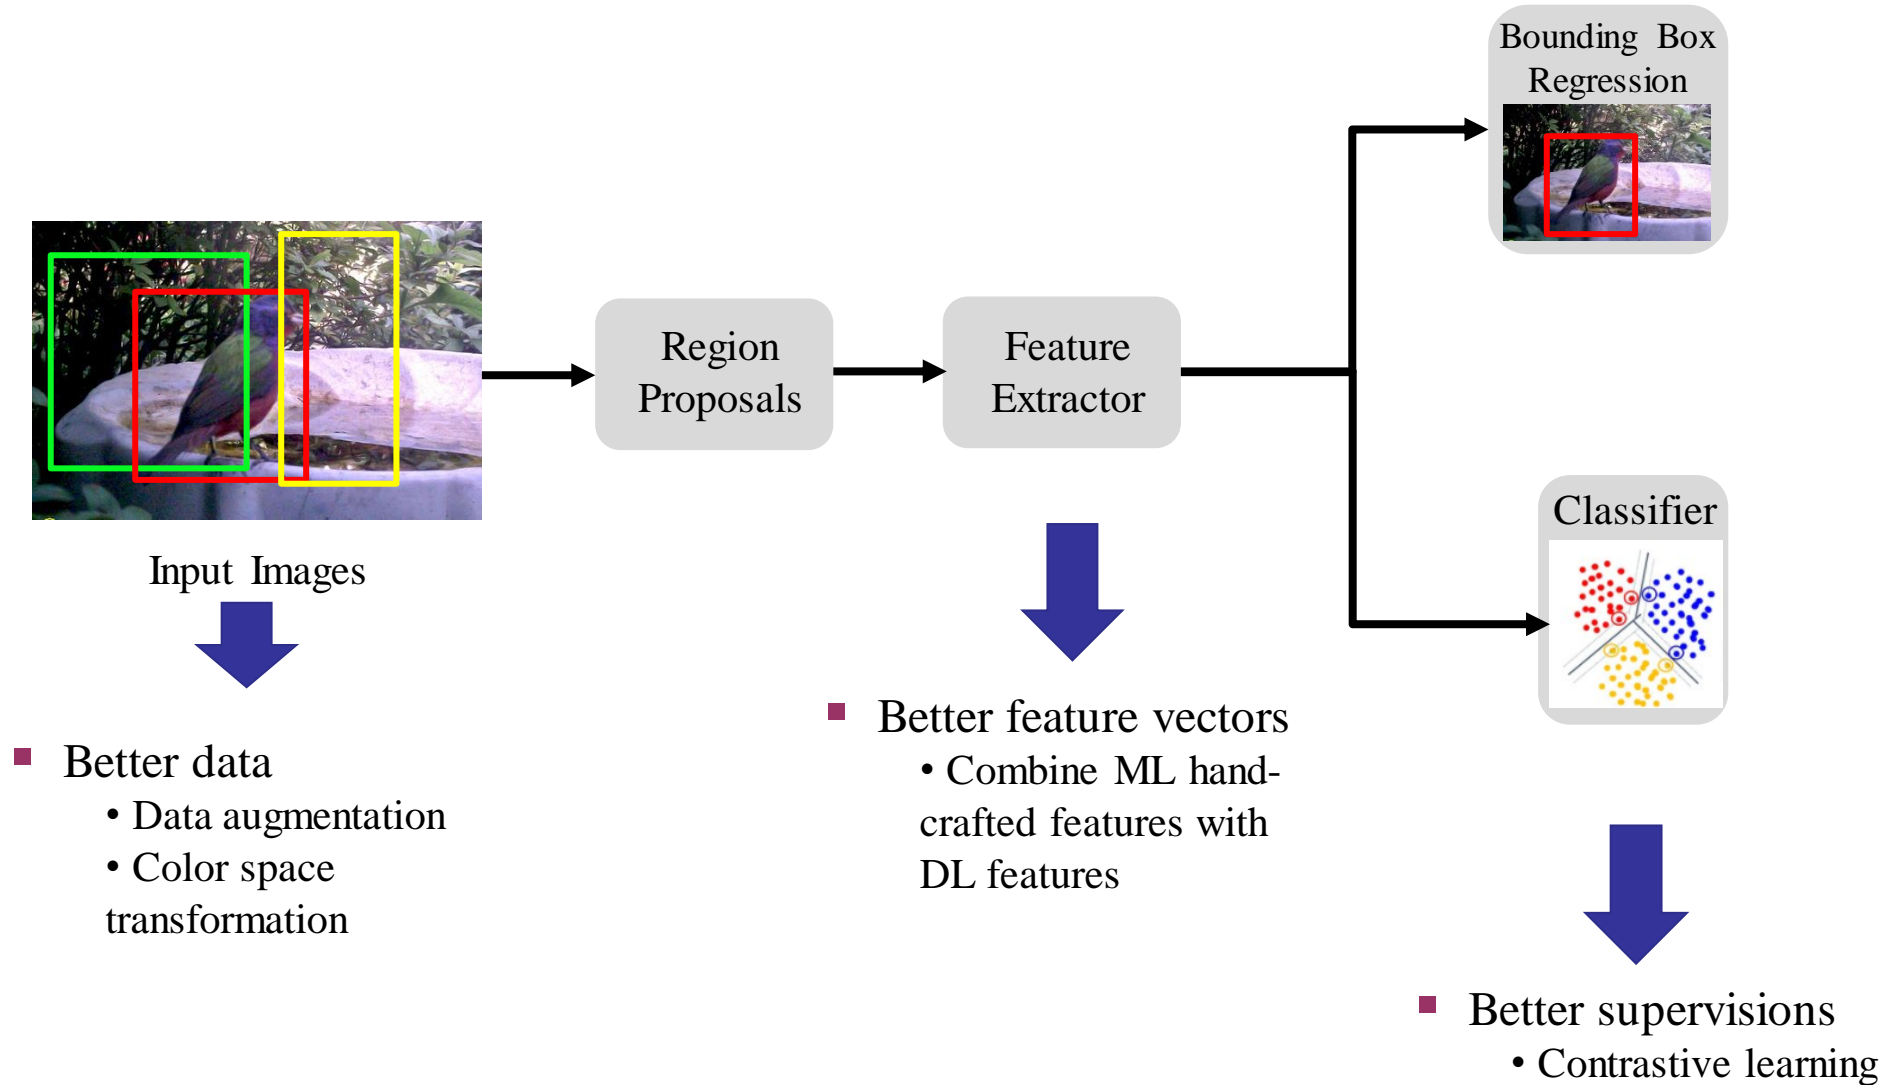 Bounding Box
Regression
Region
Proposals
Feature
Extractor
Classifier
Input Images
▪ Better data
• Data augmentation
• Color space
transformation
▪ Better feature vectors
• Combine ML hand-
crafted features with
DL features
▪ Better supervisions
• Contrastive learning